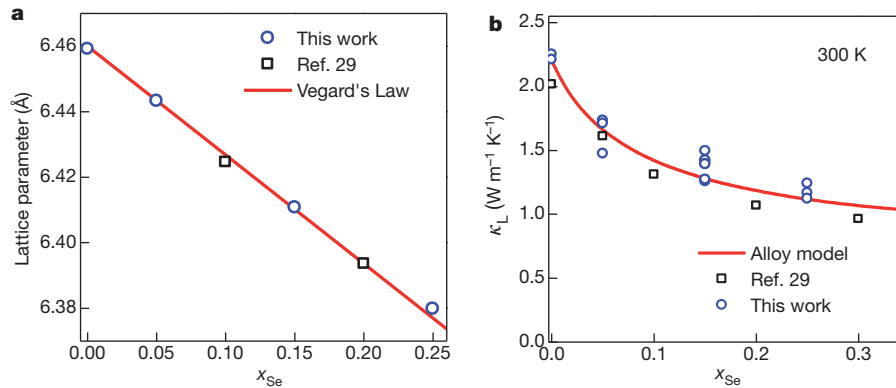 a
6.46
6.44
6.42
6.40
6.38
Lattice parameter (Å)
This work
Ref. 29
Vegard's Law
0.00 0.05 0.10 0.15 0.20 0.25
xSe
b
2.5
2.0
1.5
1.0
0.5
0.0
κL (W m−1 K−1)
300 K
Alloy model
Ref. 29
This work
0.0 0.1 0.2 0.3
xSe